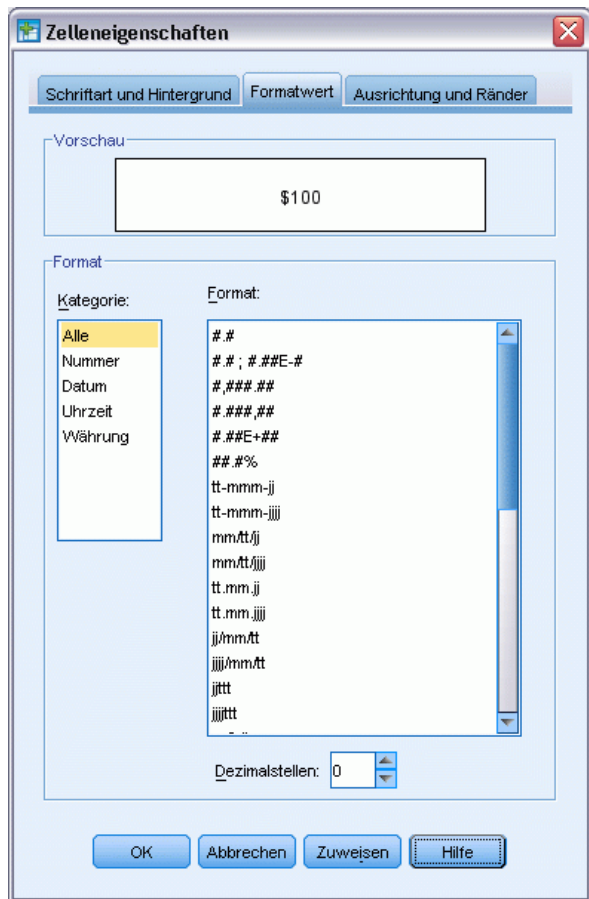 Zelleneigenschaften
Schriftart und Hintergrund
Formatwert
Ausrichtung und Ränder
Vorschau
$100
Format
Kategorie:
Alle
Nummer
Datum
Uhrzeit
Währung
Format:
#.#
#.# ; #.##E-#
#,###.##
#.###,##
#.##E+##
##.#%
tt-mmm-jj
tt-mmm-jjjj
mm/tt/jj
mm/tt/jjjj
tt.mm.jj
tt.mm.jjjj
jj/mm/tt
jjjj/mm/tt
jjttt
jjjjttt
Dezimalstellen: 0
OK
Abbrechen
Zuweisen
Hilfe